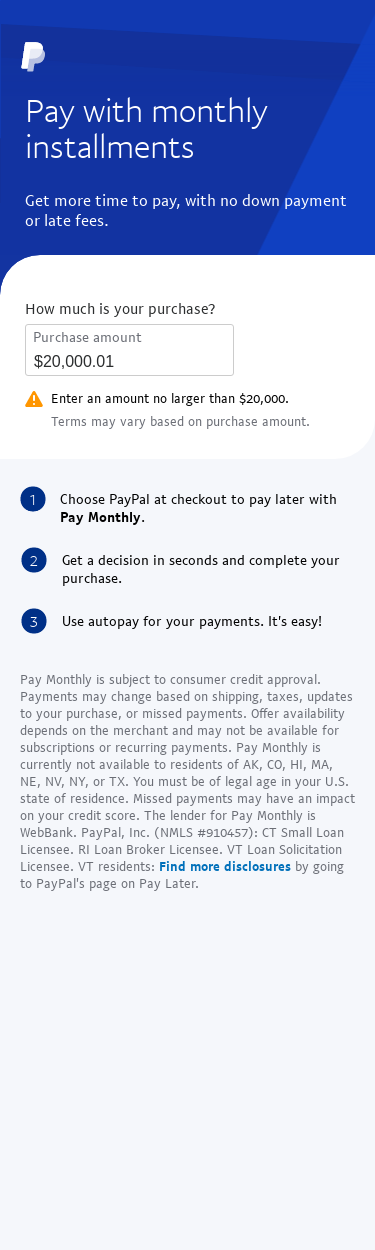 Pay with monthly
installments
Get more time to pay, with no down payment
or late fees.
How much is your purchase?
Purchase amount
$20,000.01
Enter an amount no larger than $20,000.
Terms may vary based on purchase amount.
1 Choose PayPal at checkout to pay later with
Pay Monthly.
2 Get a decision in seconds and complete your
purchase.
3 Use autopay for your payments. It's easy!
Pay Monthly is subject to consumer credit approval.
Payments may change based on shipping, taxes, updates
to your purchase, or missed payments. Offer availability
depends on the merchant and may not be available for
subscriptions or recurring payments. Pay Monthly is
currently not available to residents of AK, CO, HI, MA,
NE, NV, NY, or TX. You must be of legal age in your U.S.
state of residence. Missed payments may have an impact
on your credit score. The lender for Pay Monthly is
WebBank. PayPal, Inc. (NMLS #910457): CT Small Loan
Licensee. RI Loan Broker Licensee. VT Loan Solicitation
Licensee. VT residents: Find more disclosures by going
to PayPal's page on Pay Later.